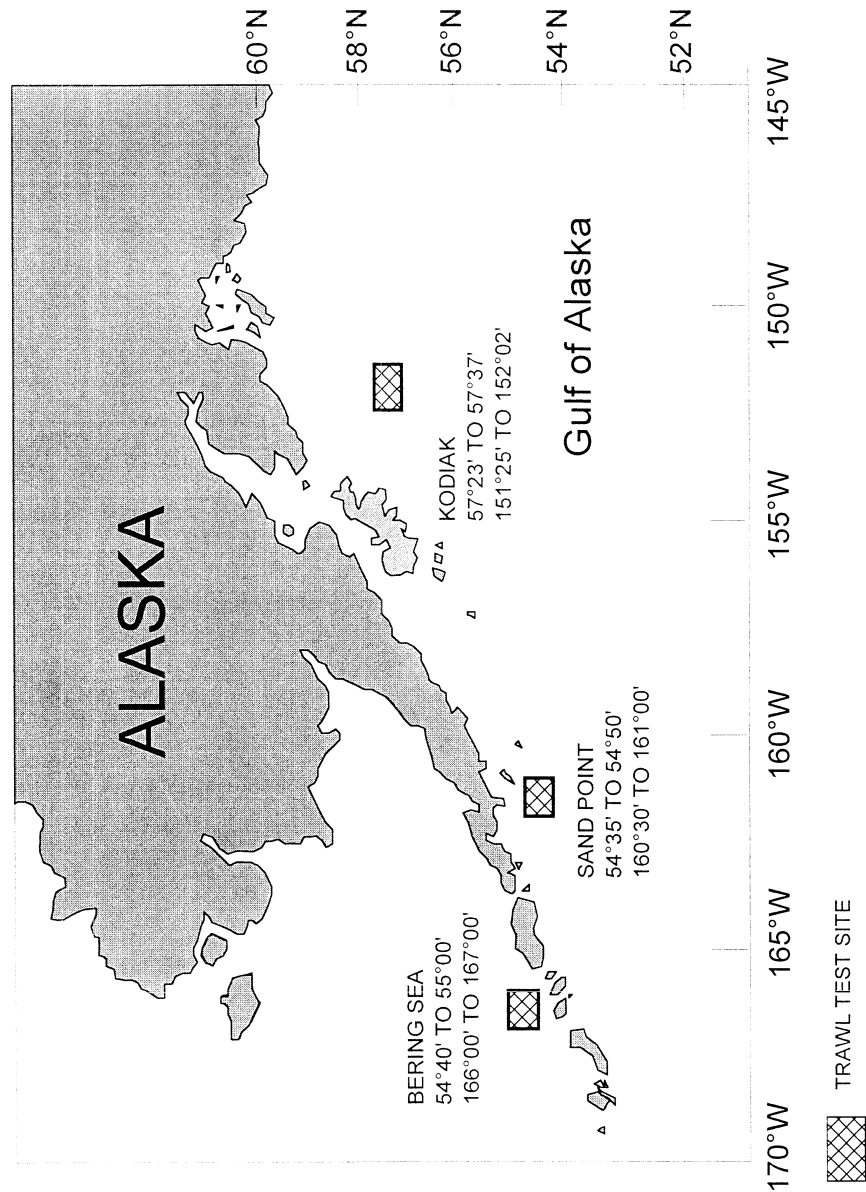 ALASKA
60°N
58°N
56°N
54°N
52°N
170°W
165°W
160°W
155°W
150°W
145°W
BERING SEA
54°40' TO 55°00'
166°00' TO 167°00'
SAND POINT
54°35' TO 54°50'
160°30' TO 161°00'
KODIAK
57°23' TO 57°37'
151°25' TO 152°02'
Gulf of Alaska
TRAWL TEST SITE